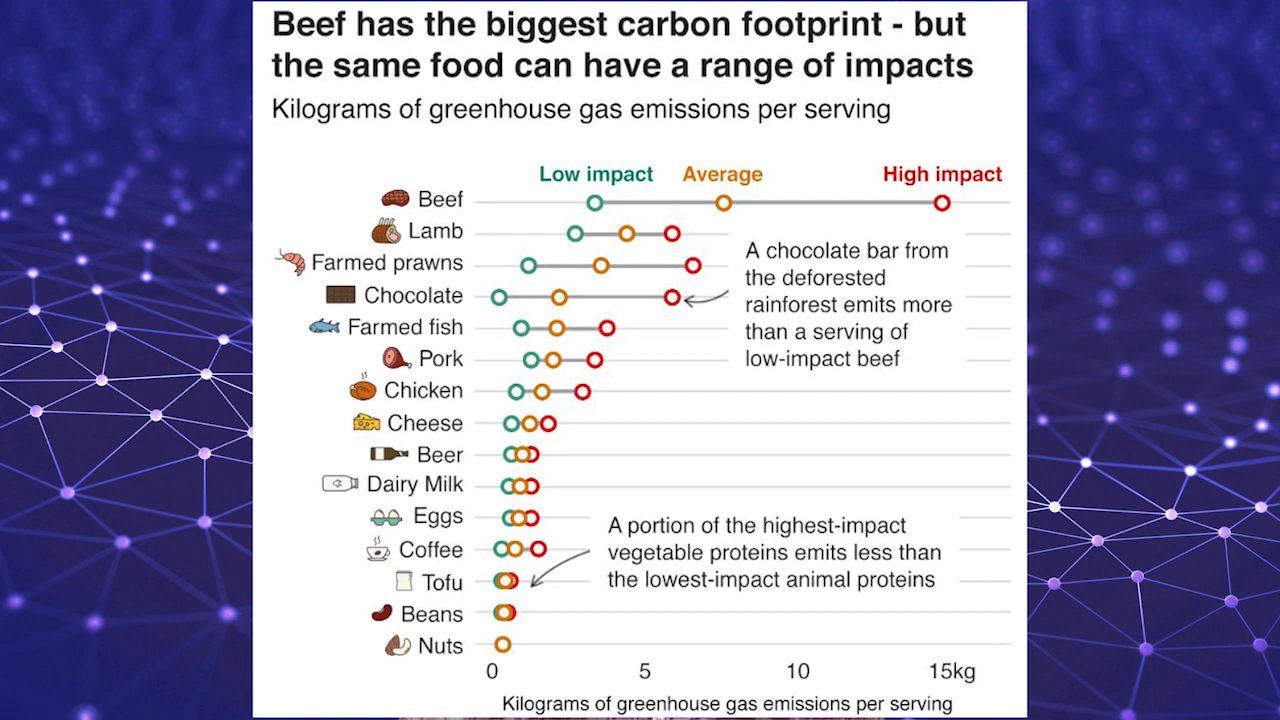 Beef has the biggest carbon footprint - but
the same food can have a range of impacts
Kilograms of greenhouse gas emissions per serving
Low impact Average High impact
Beef
Lamb
Farmed prawns
Chocolate
Farmed fish
Pork
Chicken
Cheese
Beer
Dairy Milk
Eggs
Coffee
Tofu
Beans
Nuts
A chocolate bar from
the deforested
rainforest emits more
than a serving of
low-impact beef
A portion of the highest-impact
vegetable proteins emits less than
the lowest-impact animal proteins
0 5 10 15kg
Kilograms of greenhouse gas emissions per serving